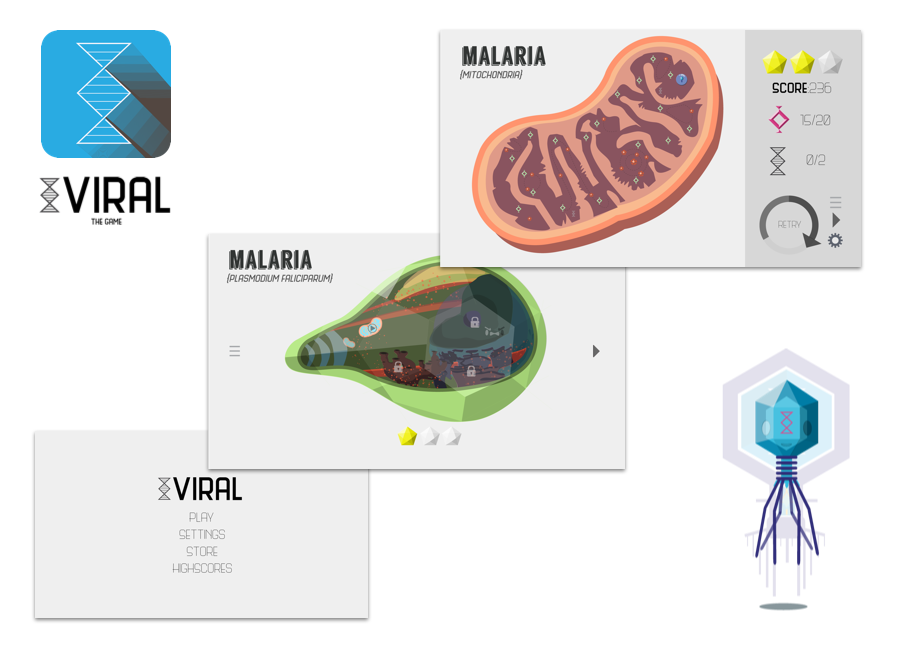 VIRAL
THE GAME
MALARIA
(MITOCHONDRIA)
SCORE:236
15/20
0/2
RETRY
MALARIA
(PLASMODIUM FALICIPARUM)
VIRAL
PLAY
SETTINGS
STORE
HIGHSCORES